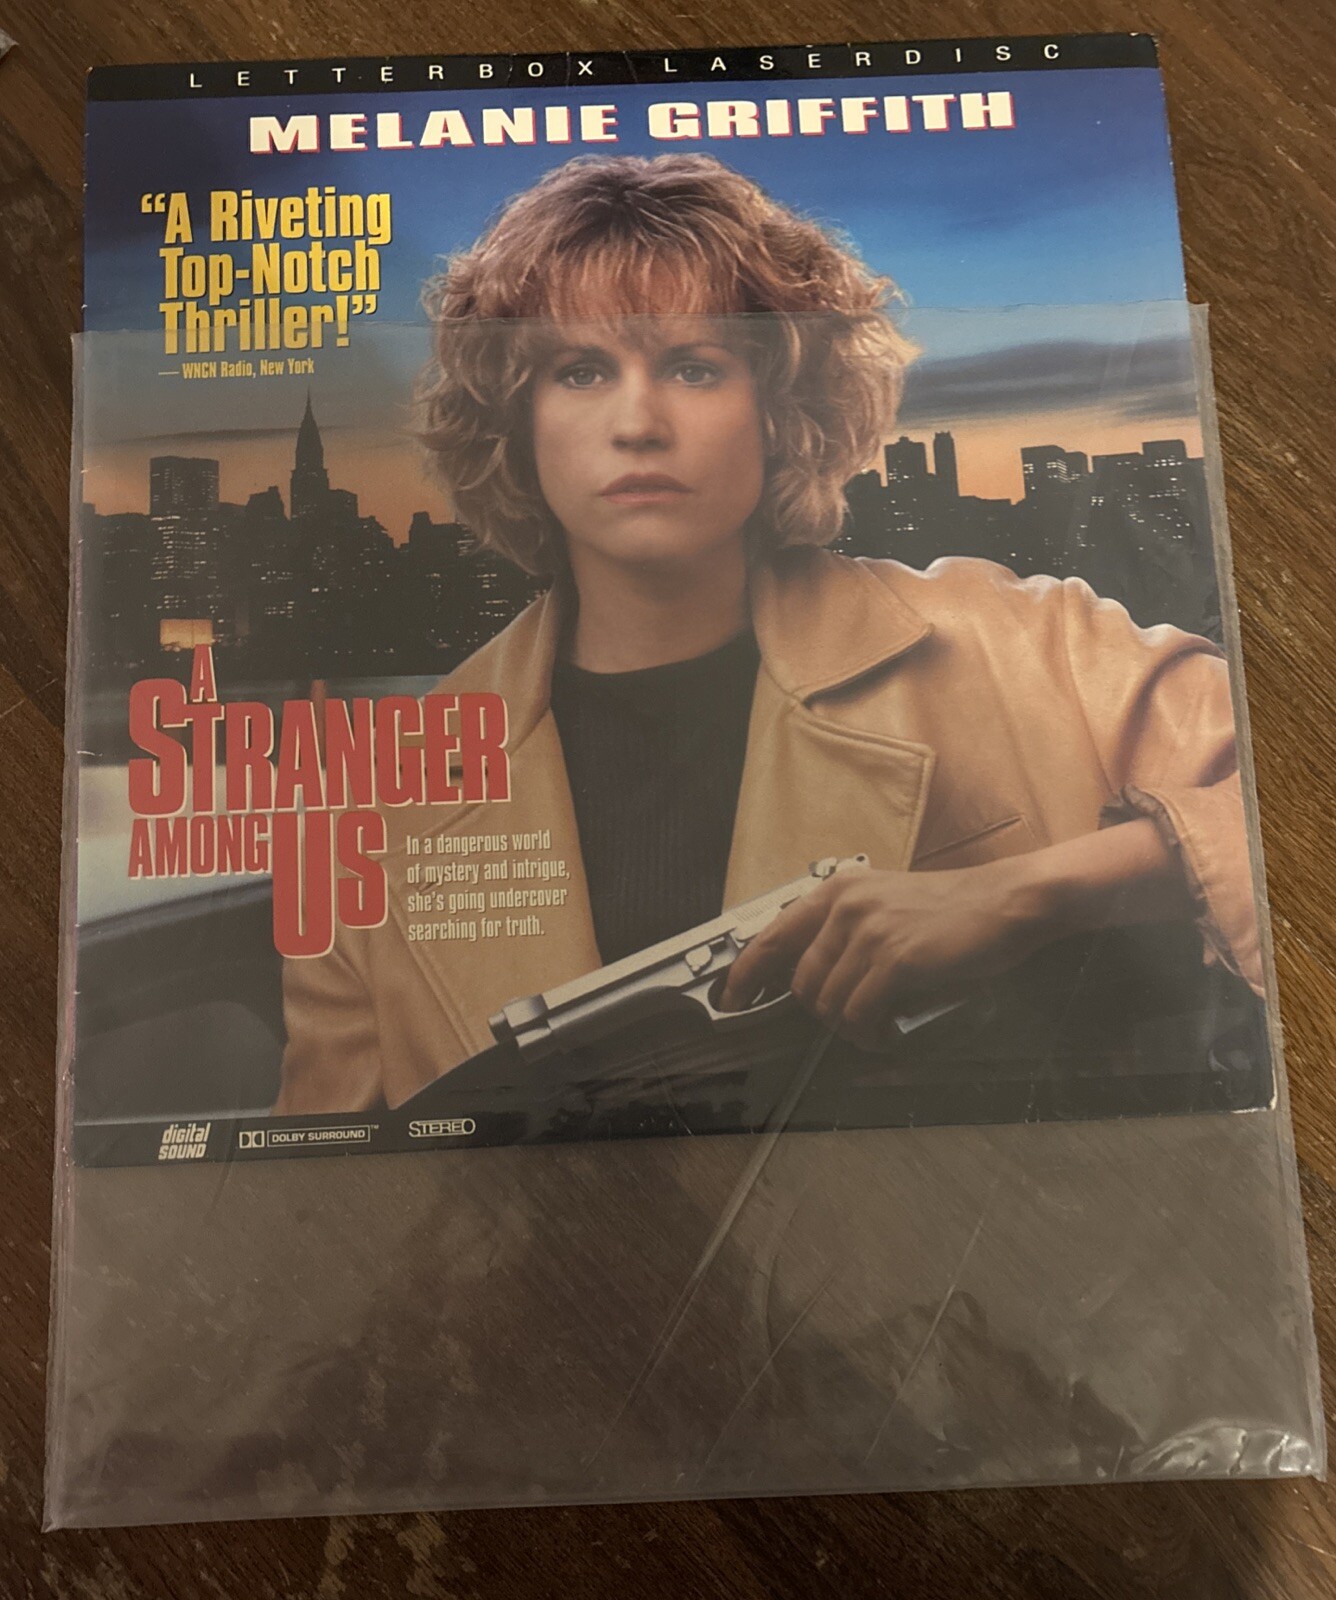 LETTERBOX LASERDISC
MELANIE GRIFFITH
“A Riveting
Top-Notch
Thriller!”
— WNCN Radio, New York
A
STRANGER
AMONG US
In a dangerous world
of mystery and intrigue,
she's going undercover
searching for truth.
digital
SOUND
DOLBY SURROUND™
STEREO